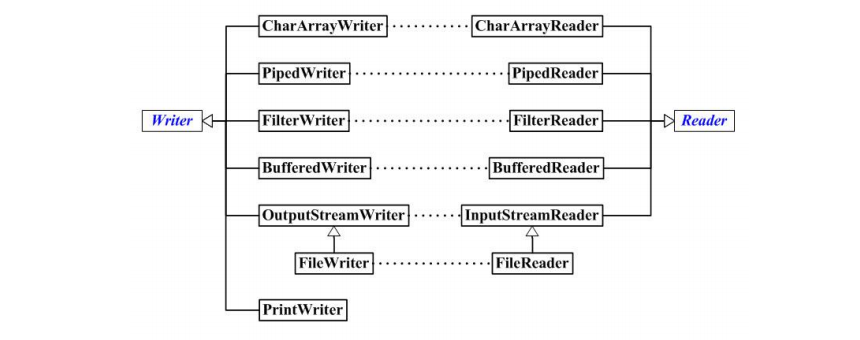 CharArrayWriter CharArrayReader
PipedWriter PipedReader
Writer FilterWriter FilterReader Reader
BufferedWriter BufferedReader
OutputStreamWriter InputStreamReader
FileWriter FileReader
PrintWriter